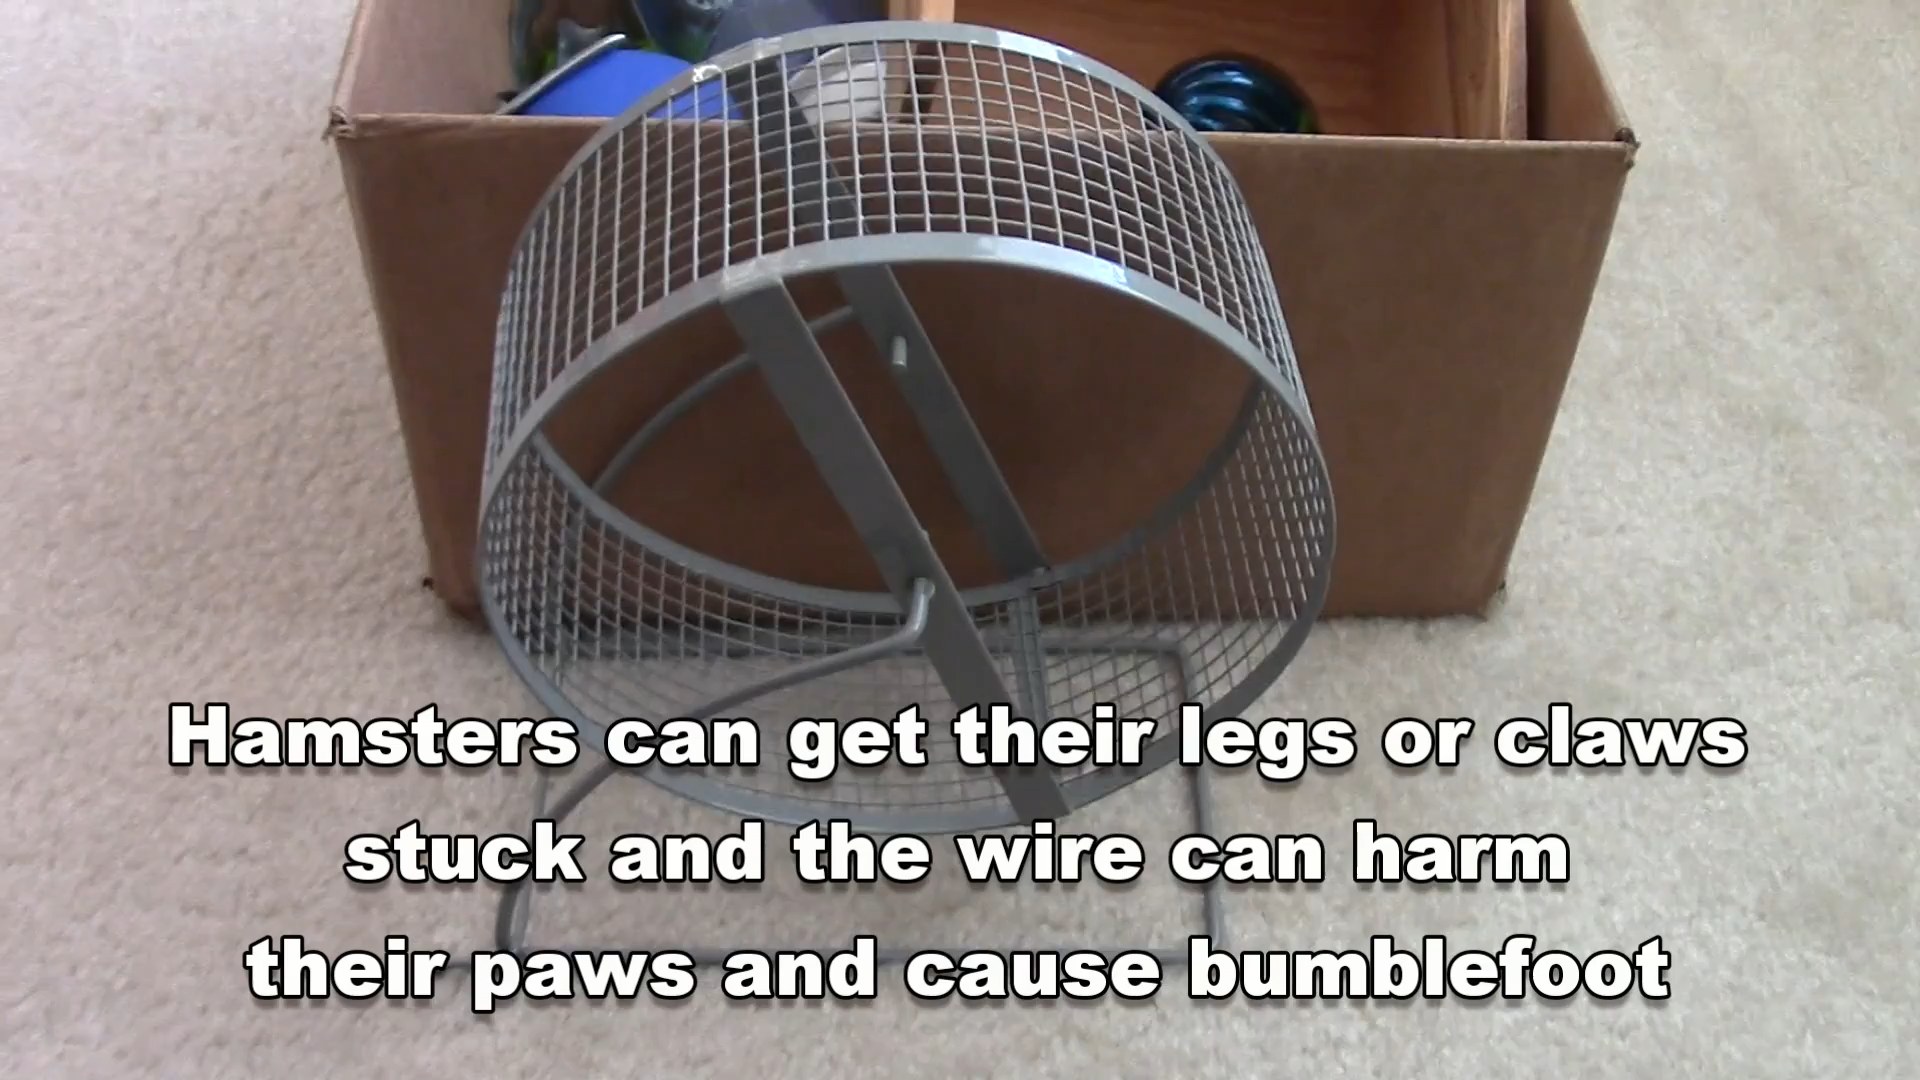 Hamsters can get their legs or claws
stuck and the wire can harm
their paws and cause bumblefoot